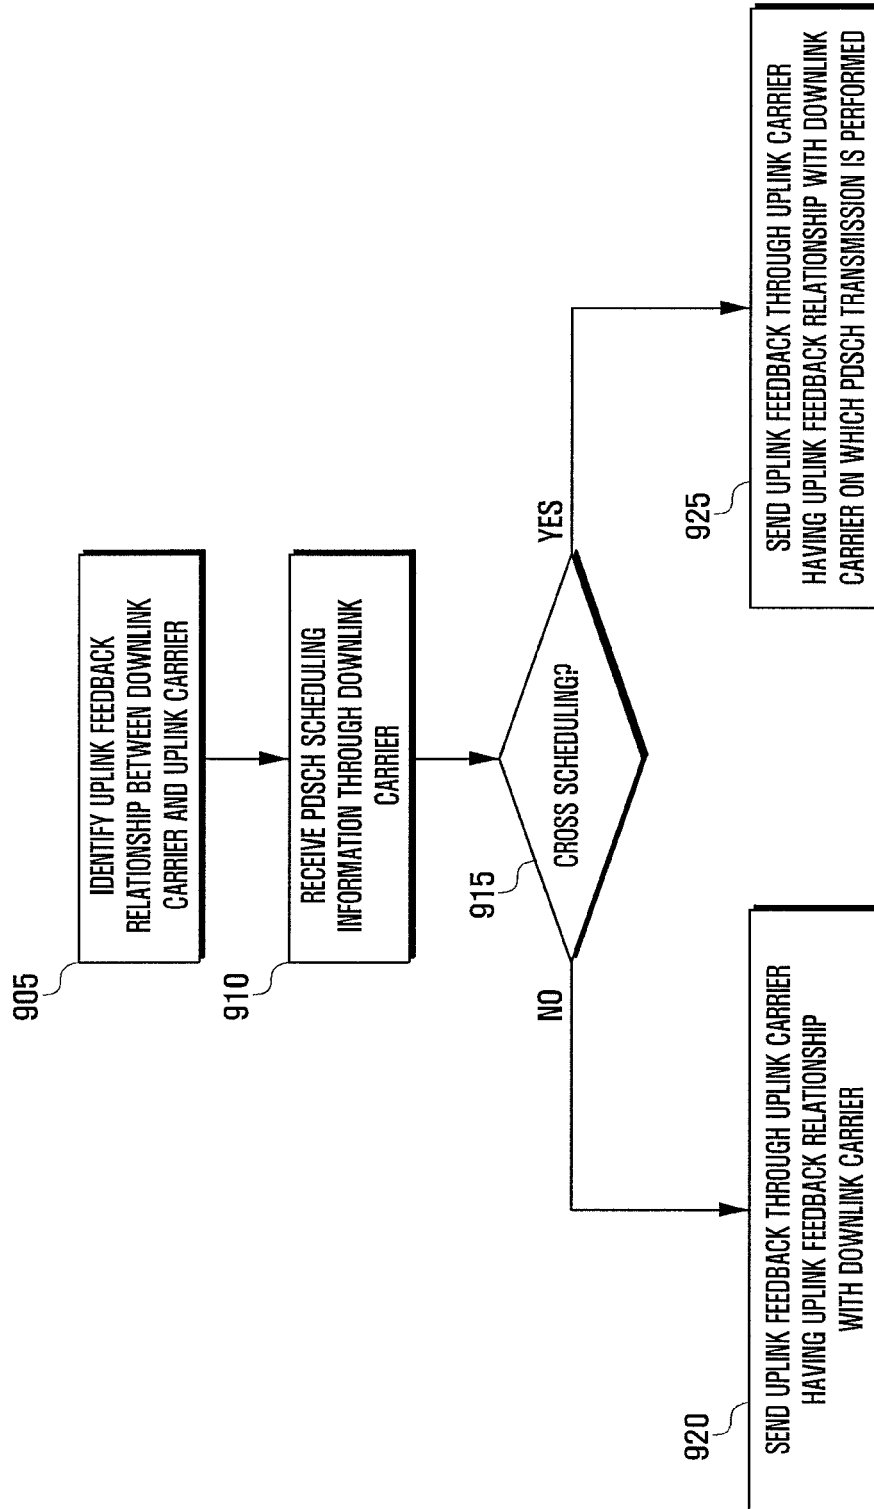 905
IDENTIFY UPLINK FEEDBACK
RELATIONSHIP BETWEEN DOWNLINK
CARRIER AND UPLINK CARRIER
910
RECEIVE PDSCH SCHEDULING
INFORMATION THROUGH DOWNLINK
CARRIER
915
CROSS SCHEDULING?
NO
YES
920
SEND UPLINK FEEDBACK THROUGH UPLINK CARRIER
HAVING UPLINK FEEDBACK RELATIONSHIP
WITH DOWNLINK CARRIER
925
SEND UPLINK FEEDBACK THROUGH UPLINK CARRIER
HAVING UPLINK FEEDBACK RELATIONSHIP WITH DOWNLINK
CARRIER ON WHICH PDSCH TRANSMISSION IS PERFORMED